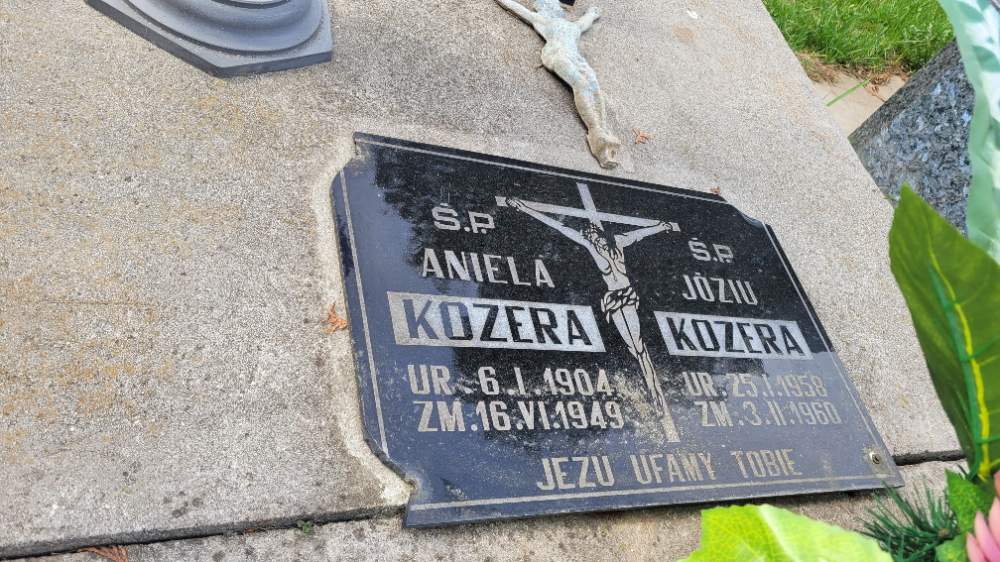 Ś.P.
ANIELA
KOZERA
UR. 6.I.1904
ZM.16.VI.1949
Ś.P.
JÓZIU
KOZERA
UR. 25.I.1958
ZM. 3.II.1960
JEZU UFAMY TOBIE